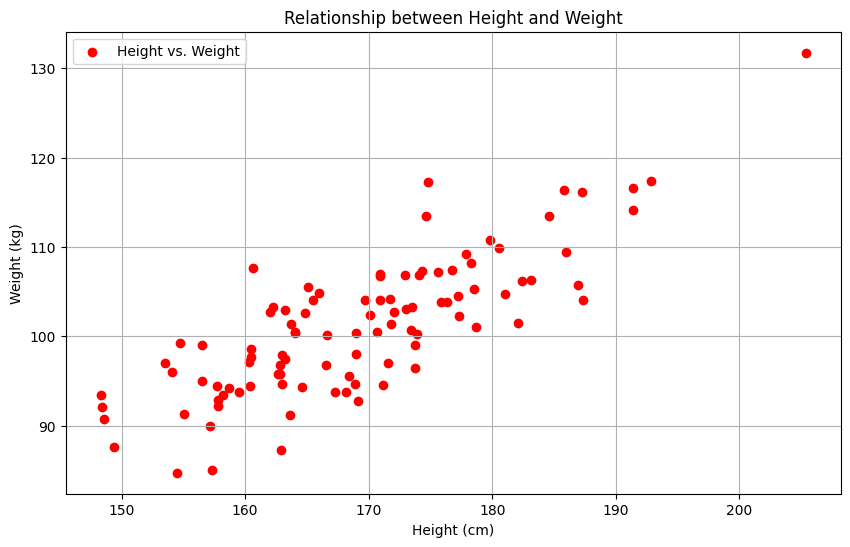 Relationship between Height and Weight
Height vs. Weight
Weight (kg)
130
120
110
100
90
150 160 170 180 190 200
Height (cm)